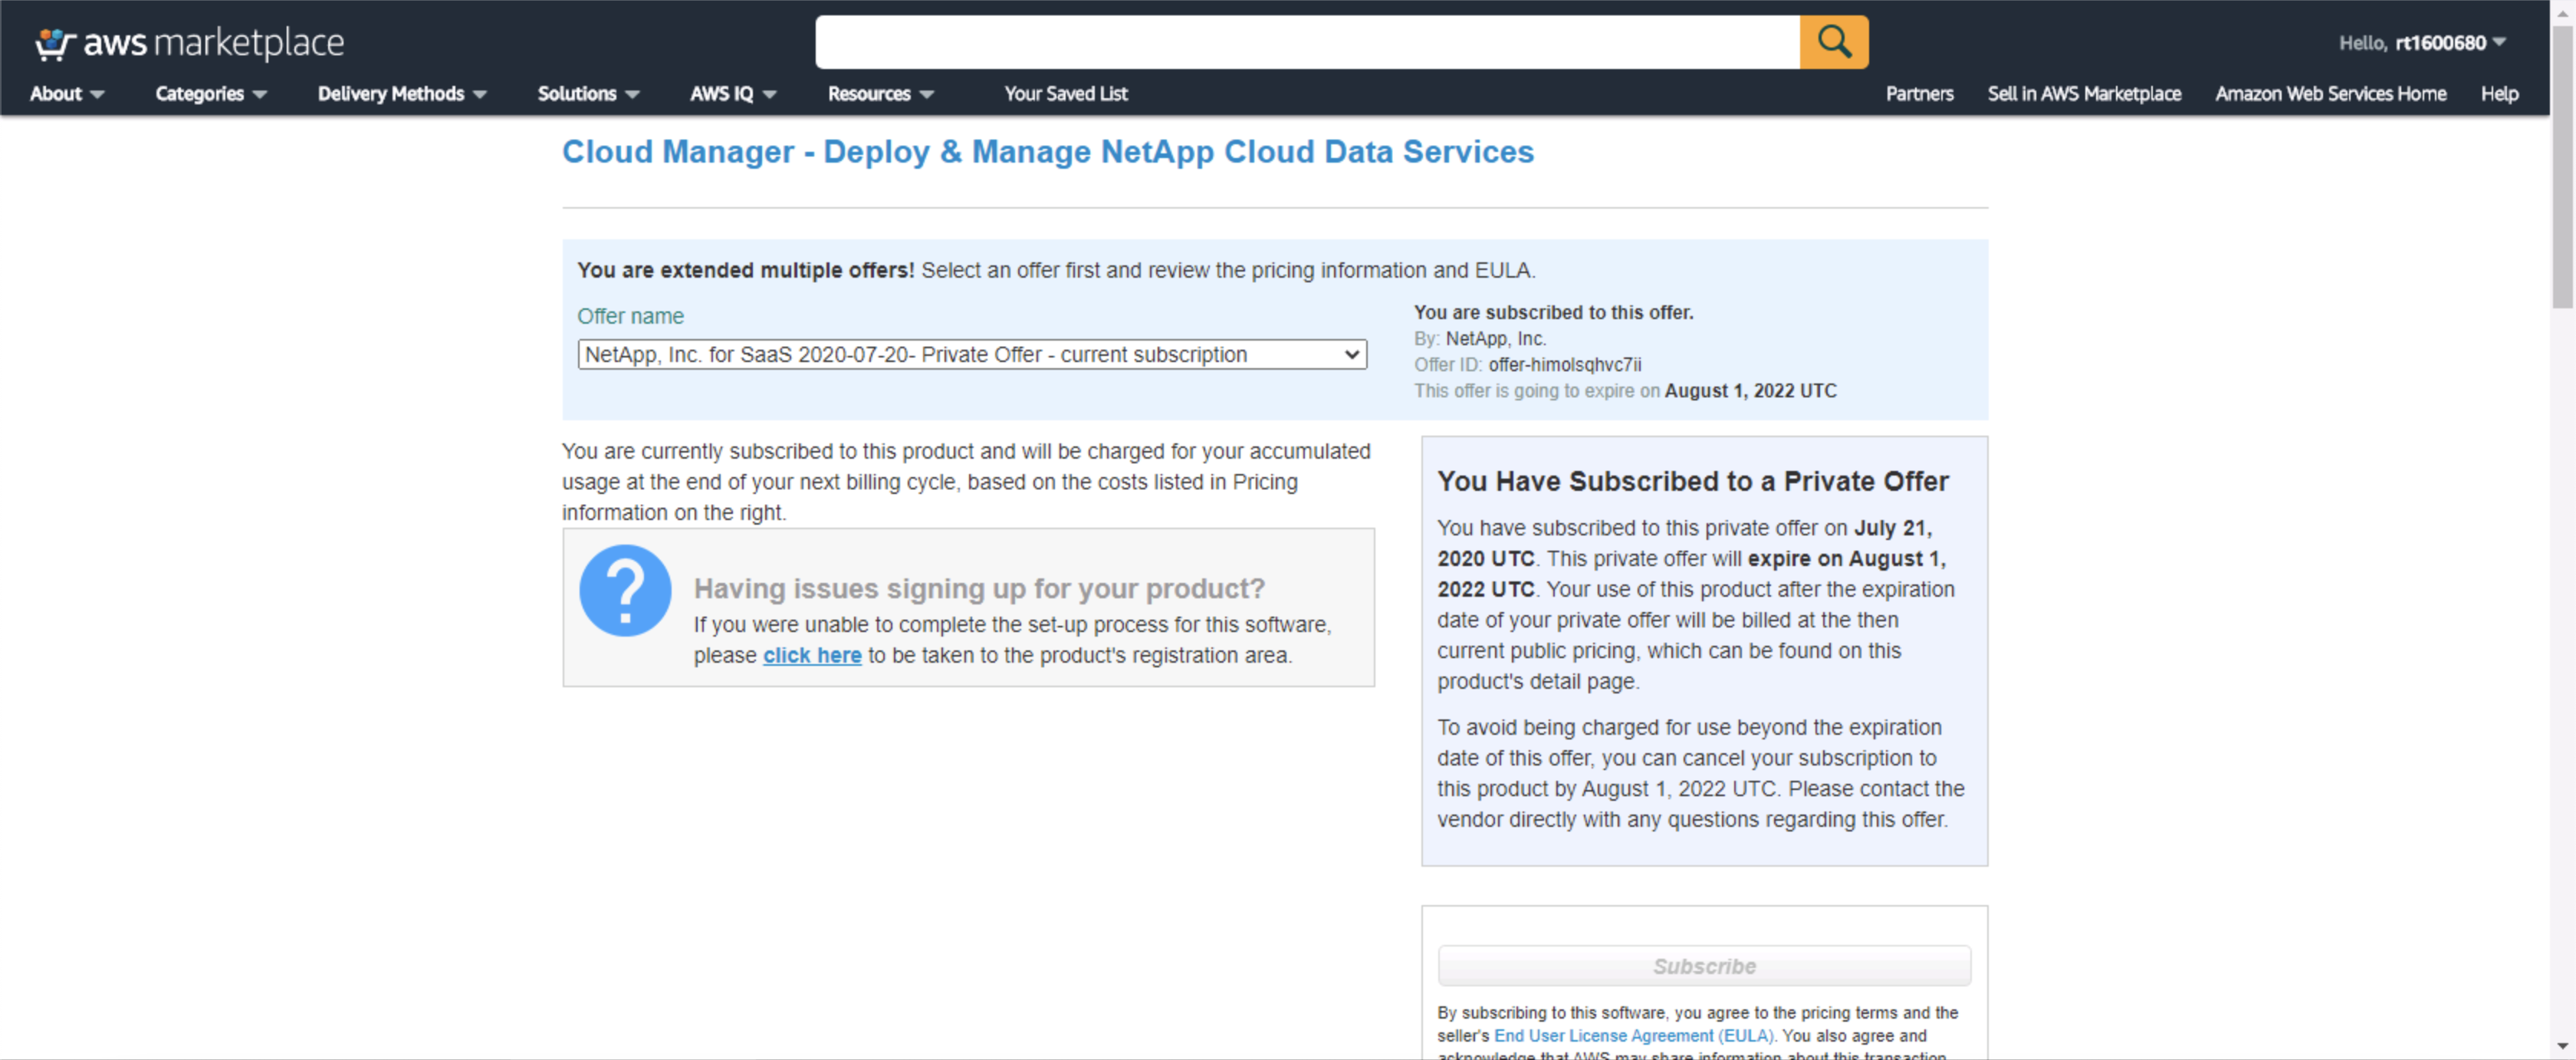 aws marketplace
Hello, rt1600680
About
Categories
Delivery Methods
Solutions
AWS IQ
Resources
Your Saved List
Partners
Sell in AWS Marketplace
Amazon Web Services Home
Help
Cloud Manager - Deploy & Manage NetApp Cloud Data Services
You are extended multiple offers! Select an offer first and review the pricing information and EULA.
Offer name
NetApp, Inc. for SaaS 2020-07-20- Private Offer - current subscription
You are subscribed to this offer.
By: NetApp, Inc.
Offer ID: offer-himolsqhvc7ii
This offer is going to expire on August 1, 2022 UTC
You are currently subscribed to this product and will be charged for your accumulated
usage at the end of your next billing cycle, based on the costs listed in Pricing
information on the right.
Having issues signing up for your product?
If you were unable to complete the set-up process for this software,
please click here to be taken to the product's registration area.
You Have Subscribed to a Private Offer
You have subscribed to this private offer on July 21,
2020 UTC. This private offer will expire on August 1,
2022 UTC. Your use of this product after the expiration
date of your private offer will be billed at the then
current public pricing, which can be found on this
product's detail page.
To avoid being charged for use beyond the expiration
date of this offer, you can cancel your subscription to
this product by August 1, 2022 UTC. Please contact the
vendor directly with any questions regarding this offer.
Subscribe
By subscribing to this software, you agree to the pricing terms and the
seller's End User License Agreement (EULA). You also agree and
acknowledge that AWS may share information about this transaction